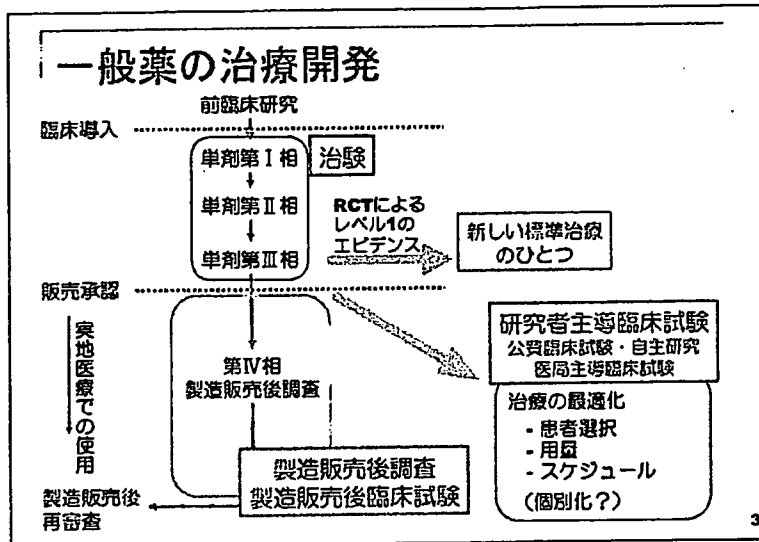 一般薬の治療開発
前臨床研究
臨床導入
単剤第Ⅰ相
治験
単剤第Ⅱ相
単剤第Ⅲ相
RCTによる
レベル1の
エビデンス
新しい標準治療
のひとつ
販売承認
実地医療での使用
第Ⅳ相
製造販売後調査
研究者主導臨床試験
公費臨床試験・自主研究
医局主導臨床試験
治療の最適化
- 患者選択
- 用量
- スケジュール
(個別化?)
製造販売後調査
製造販売後臨床試験
製造販売後
再審査
3